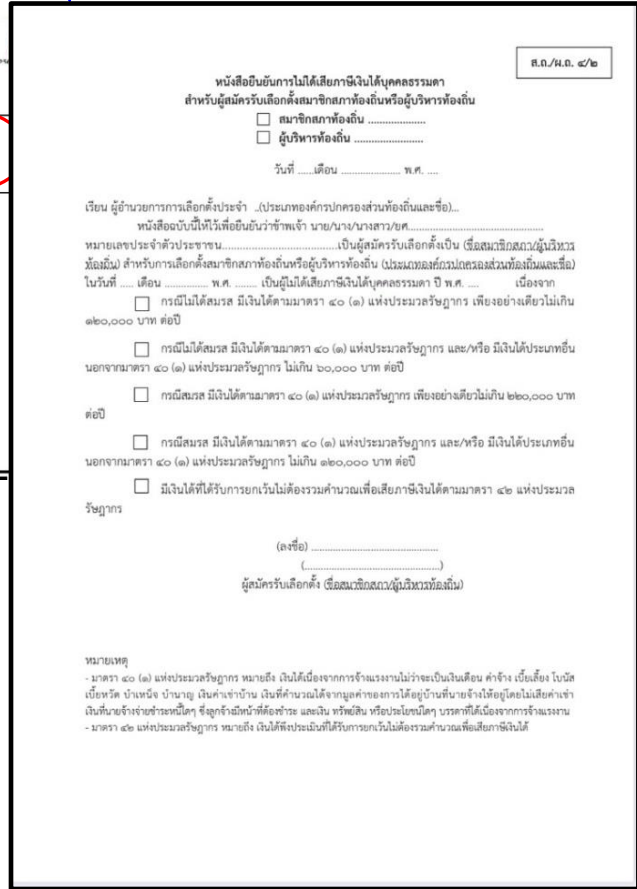 ส.ถ./ผ.ถ. ๔/๒
หนังสือยืนยันการไม่ได้เสียภาษีเงินได้บุคคลธรรมดา
สำหรับผู้สมัครรับเลือกตั้งสมาชิกสภาท้องถิ่นหรือผู้บริหารท้องถิ่น
สมาชิกสภาท้องถิ่น ....................
ผู้บริหารท้องถิ่น ........................
วันที่ ......เดือน ...................... พ.ศ. ....
เรียน ผู้อำนวยการการเลือกตั้งประจำ ..(ประเภทองค์กรปกครองส่วนท้องถิ่นและชื่อ)...
หนังสือฉบับนี้ให้ไว้เพื่อยืนยันว่าข้าพเจ้า นาย/นาง/นางสาว/ยศ................................................
หมายเลขประจำตัวประชาชน..........................................เป็นผู้สมัครรับเลือกตั้งเป็น (ชื่อสมาชิกสภา/ผู้บริหาร
ท้องถิ่น) สำหรับการเลือกตั้งสมาชิกสภาท้องถิ่นหรือผู้บริหารท้องถิ่น (ประเภทองค์กรปกครองส่วนท้องถิ่นและชื่อ)
ในวันที่ ..... เดือน ............... พ.ศ. ........ เป็นผู้ไม่ได้เสียภาษีเงินได้บุคคลธรรมดา ปี พ.ศ. .... เนื่องจาก
กรณีไม่ได้สมรส มีเงินได้ตามมาตรา ๔๐ (๑) แห่งประมวลรัษฎากร เพียงอย่างเดียวไม่เกิน
๑๒๐,๐๐๐ บาท ต่อปี
กรณีไม่ได้สมรส มีเงินได้ตามมาตรา ๔๐ (๑) แห่งประมวลรัษฎากร และ/หรือ มีเงินได้ประเภทอื่น
นอกจากมาตรา ๔๐ (๑) แห่งประมวลรัษฎากร ไม่เกิน ๖๐,๐๐๐ บาท ต่อปี
กรณีสมรส มีเงินได้ตามมาตรา ๔๐ (๑) แห่งประมวลรัษฎากร เพียงอย่างเดียวไม่เกิน ๒๒๐,๐๐๐ บาท
ต่อปี
กรณีสมรส มีเงินได้ตามมาตรา ๔๐ (๑) แห่งประมวลรัษฎากร และ/หรือ มีเงินได้ประเภทอื่น
นอกจากมาตรา ๔๐ (๑) แห่งประมวลรัษฎากร ไม่เกิน ๑๒๐,๐๐๐ บาท ต่อปี
มีเงินได้ที่ได้รับการยกเว้นไม่ต้องรวมคำนวณเพื่อเสียภาษีเงินได้ตามมาตรา ๔๒ แห่งประมวล
รัษฎากร
(ลงชื่อ) ............................................
(................................................)
ผู้สมัครรับเลือกตั้ง (ชื่อสมาชิกสภา/ผู้บริหารท้องถิ่น)
หมายเหตุ
- มาตรา ๔๐ (๑) แห่งประมวลรัษฎากร หมายถึง เงินได้เนื่องจากการจ้างแรงงานไม่ว่าจะเป็นเงินเดือน ค่าจ้าง เบี้ยเลี้ยง โบนัส
เบี้ยหวัด บำเหน็จ บำนาญ เงินค่าเช่าบ้าน เงินที่คำนวณได้จากมูลค่าของการได้อยู่บ้านที่นายจ้างให้อยู่โดยไม่เสียค่าเช่า
เงินที่นายจ้างจ่ายชำระหนี้ใดๆ ซึ่งลูกจ้างมีหน้าที่ต้องชำระ และเงิน ทรัพย์สิน หรือประโยชน์ใดๆ บรรดาที่ได้เนื่องจากการจ้างแรงงาน
- มาตรา ๔๒ แห่งประมวลรัษฎากร หมายถึง เงินได้พึงประเมินที่ได้รับการยกเว้นไม่ต้องรวมคำนวณเพื่อเสียภาษีเงินได้